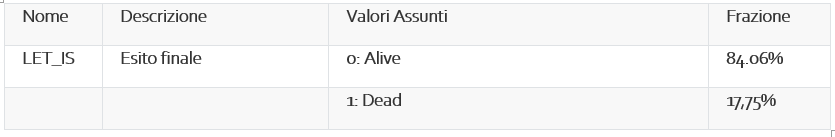 Nome Descrizione Valori Assunti Frazione
LET_IS Esito finale 0: Alive 84.06%
1: Dead 17,75%